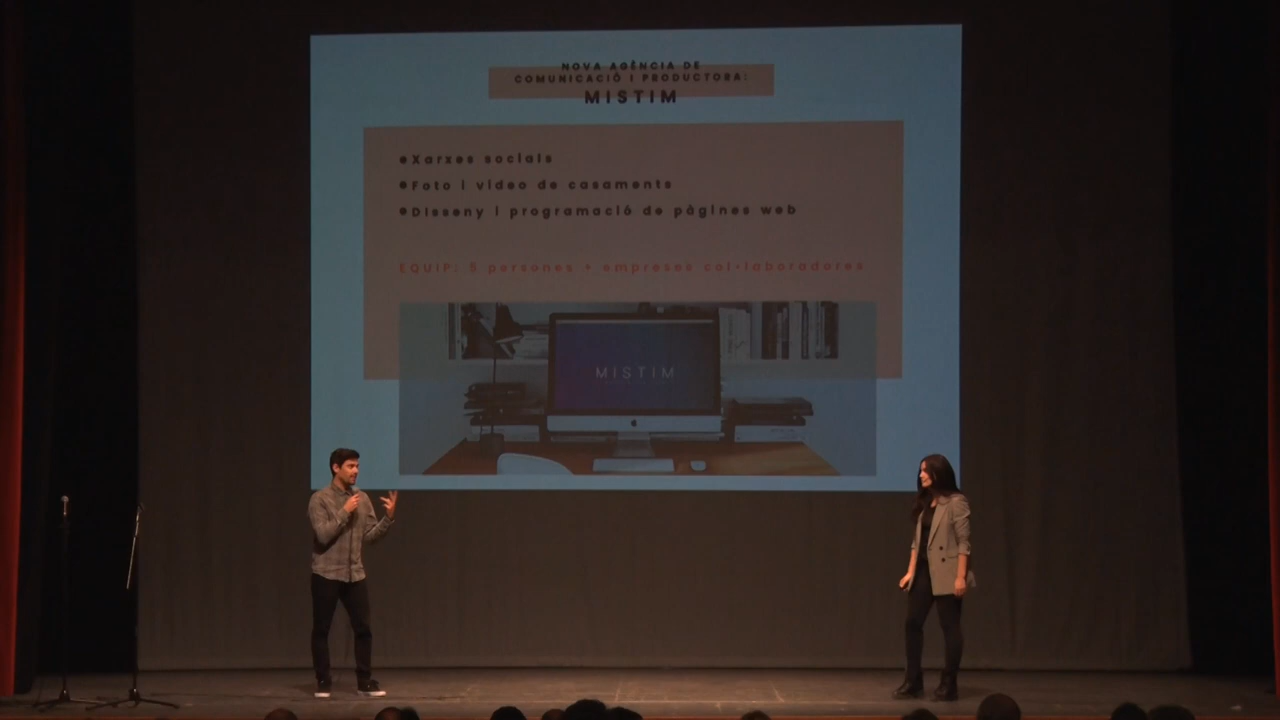 NOVA AGÈNCIA DE
COMUNICACIÓ I PRODUCTORA:
MISTIM
•Xarxes socials
•Foto i vídeo de casaments
•Disseny i programació de pàgines web
EQUIP: 5 persones + empreses col·laboradores
MISTIM